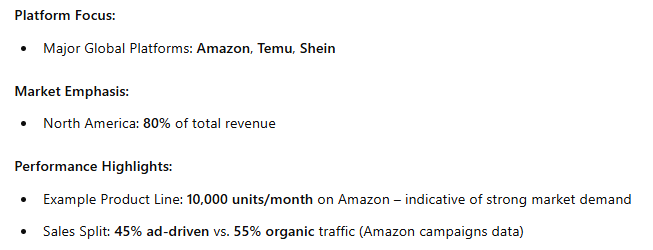 Platform Focus:
• Major Global Platforms: Amazon, Temu, Shein
Market Emphasis:
• North America: 80% of total revenue
Performance Highlights:
• Example Product Line: 10,000 units/month on Amazon – indicative of strong market demand
• Sales Split: 45% ad-driven vs. 55% organic traffic (Amazon campaigns data)